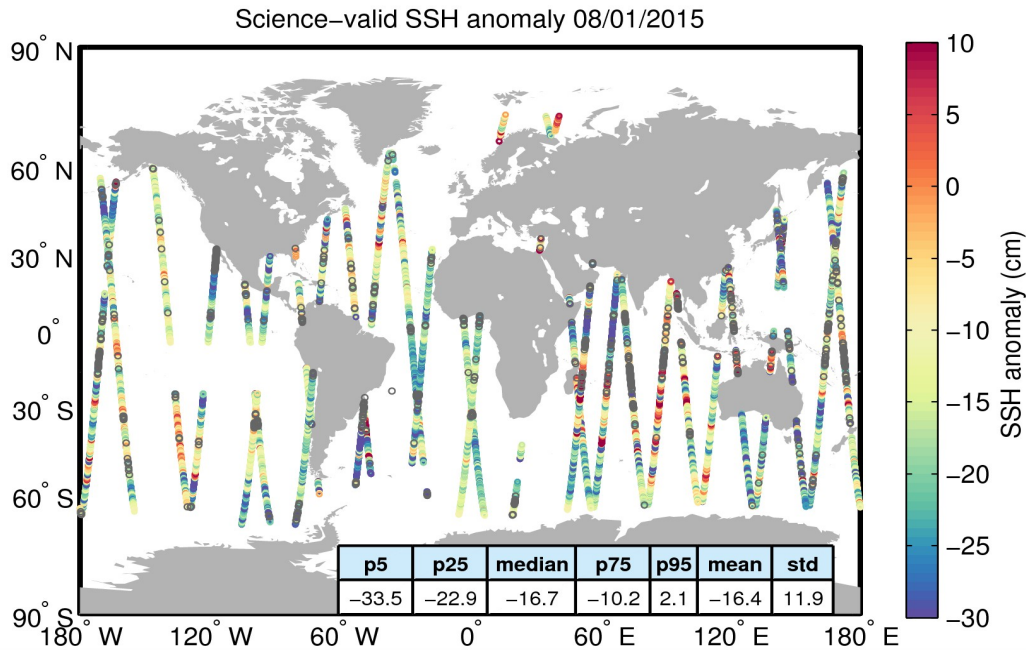 Science−valid SSH anomaly 08/01/2015
90° N
60° N
30° N
0°
30° S
60° S
90° S
180° W
120° W
60° W
0°
60° E
120° E
180° E
p5 p25 median p75 p95 mean std
−33.5 −22.9 −16.7 −10.2 2.1 −16.4 11.9
10
5
0
−5
−10
−15
−20
−25
−30
SSH anomaly (cm)